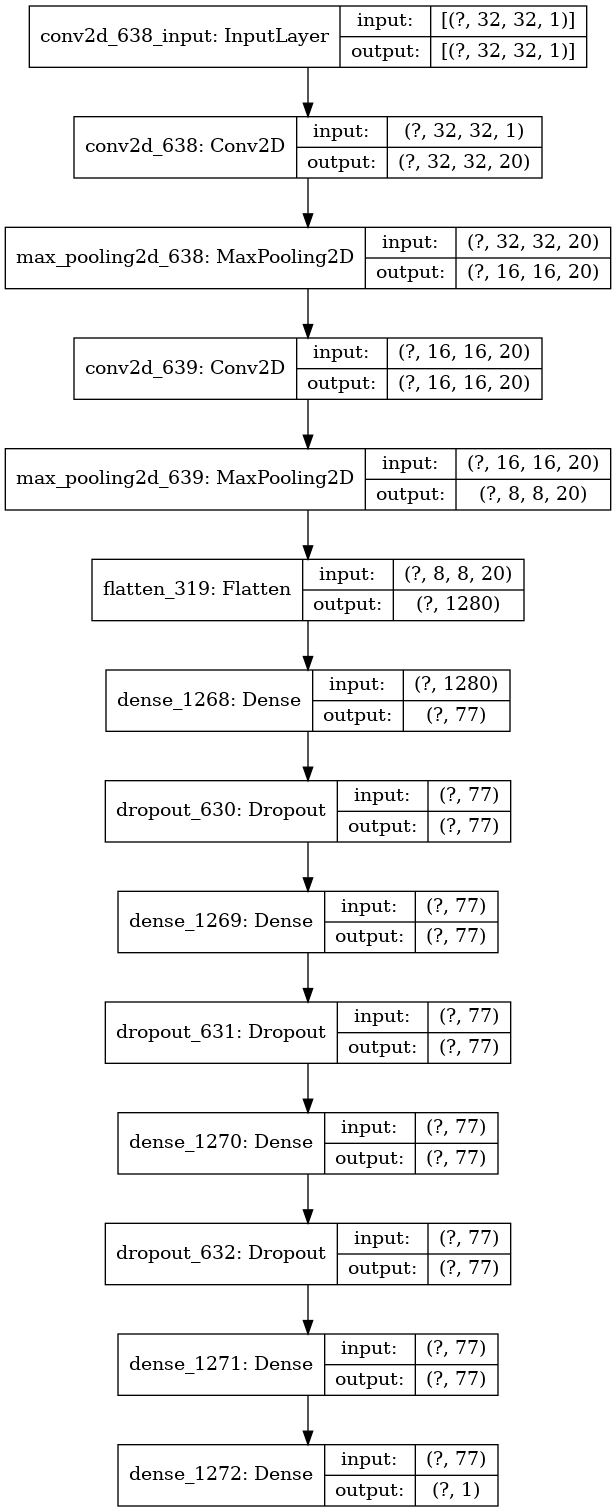 conv2d_638_input: InputLayer
input: [(?, 32, 32, 1)]
output: [(?, 32, 32, 1)]
conv2d_638: Conv2D
input: (?, 32, 32, 1)
output: (?, 32, 32, 20)
max_pooling2d_638: MaxPooling2D
input: (?, 32, 32, 20)
output: (?, 16, 16, 20)
conv2d_639: Conv2D
input: (?, 16, 16, 20)
output: (?, 16, 16, 20)
max_pooling2d_639: MaxPooling2D
input: (?, 16, 16, 20)
output: (?, 8, 8, 20)
flatten_319: Flatten
input: (?, 8, 8, 20)
output: (?, 1280)
dense_1268: Dense
input: (?, 1280)
output: (?, 77)
dropout_630: Dropout
input: (?, 77)
output: (?, 77)
dense_1269: Dense
input: (?, 77)
output: (?, 77)
dropout_631: Dropout
input: (?, 77)
output: (?, 77)
dense_1270: Dense
input: (?, 77)
output: (?, 77)
dropout_632: Dropout
input: (?, 77)
output: (?, 77)
dense_1271: Dense
input: (?, 77)
output: (?, 77)
dense_1272: Dense
input: (?, 77)
output: (?, 1)